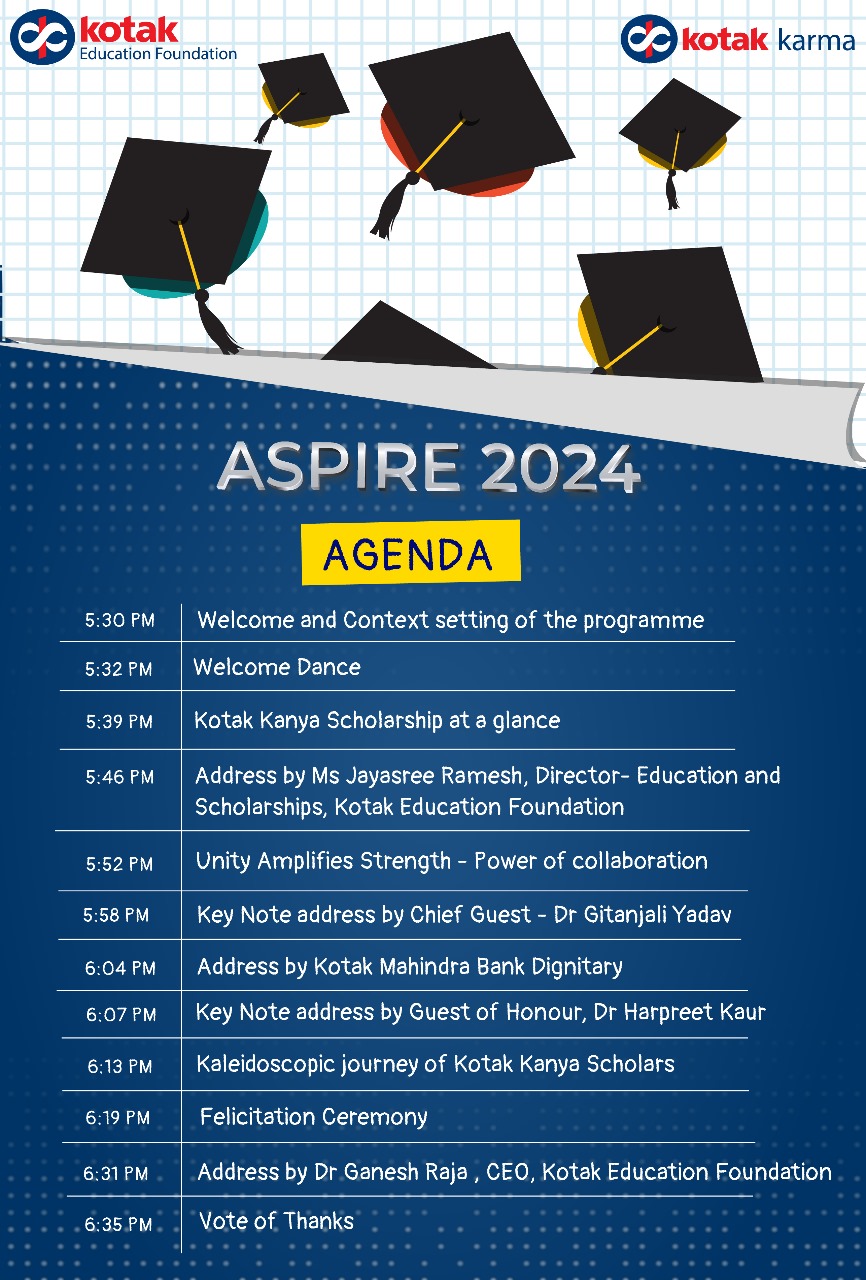 kotak
Education Foundation
kotak karma
ASPIRE 2024
AGENDA
5:30 PM Welcome and Context setting of the programme
5:32 PM Welcome Dance
5:39 PM Kotak Kanya Scholarship at a glance
5:46 PM Address by Ms Jayasree Ramesh, Director- Education and
Scholarships, Kotak Education Foundation
5:52 PM Unity Amplifies Strength - Power of collaboration
5:58 PM Key Note address by Chief Guest - Dr Gitanjali Yadav
6:04 PM Address by Kotak Mahindra Bank Dignitary
6:07 PM Key Note address by Guest of Honour, Dr Harpreet Kaur
6:13 PM Kaleidoscopic journey of Kotak Kanya Scholars
6:19 PM Felicitation Ceremony
6:31 PM Address by Dr Ganesh Raja , CEO, Kotak Education Foundation
6:35 PM Vote of Thanks